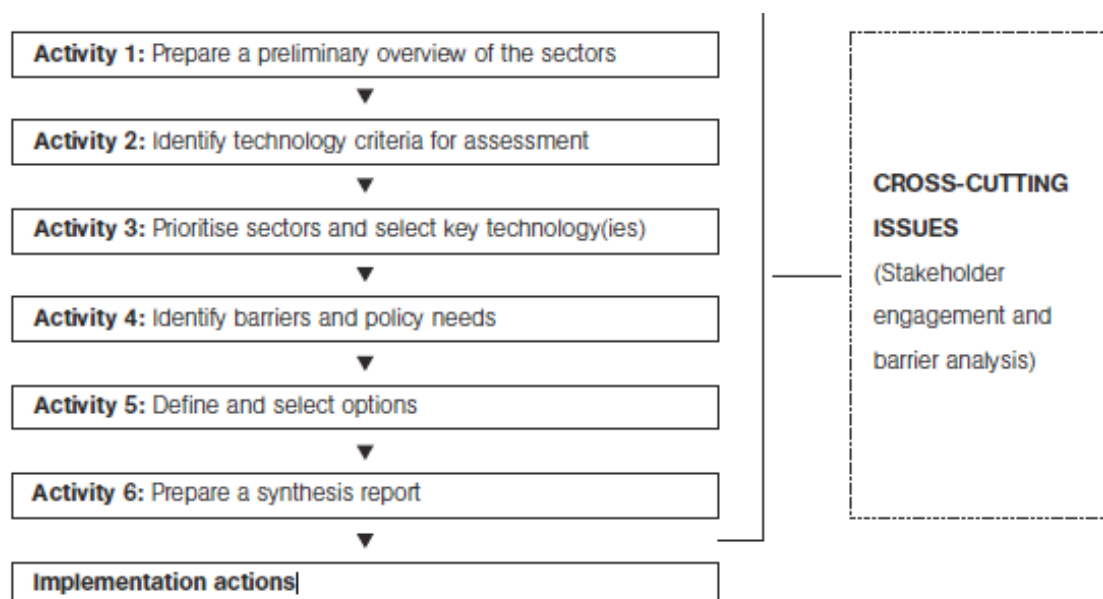 Activity 1: Prepare a preliminary overview of the sectors
Activity 2: Identify technology criteria for assessment
Activity 3: Prioritise sectors and select key technology(ies)
Activity 4: Identify barriers and policy needs
Activity 5: Define and select options
Activity 6: Prepare a synthesis report
Implementation actions
CROSS-CUTTING
ISSUES
(Stakeholder
engagement and
barrier analysis)